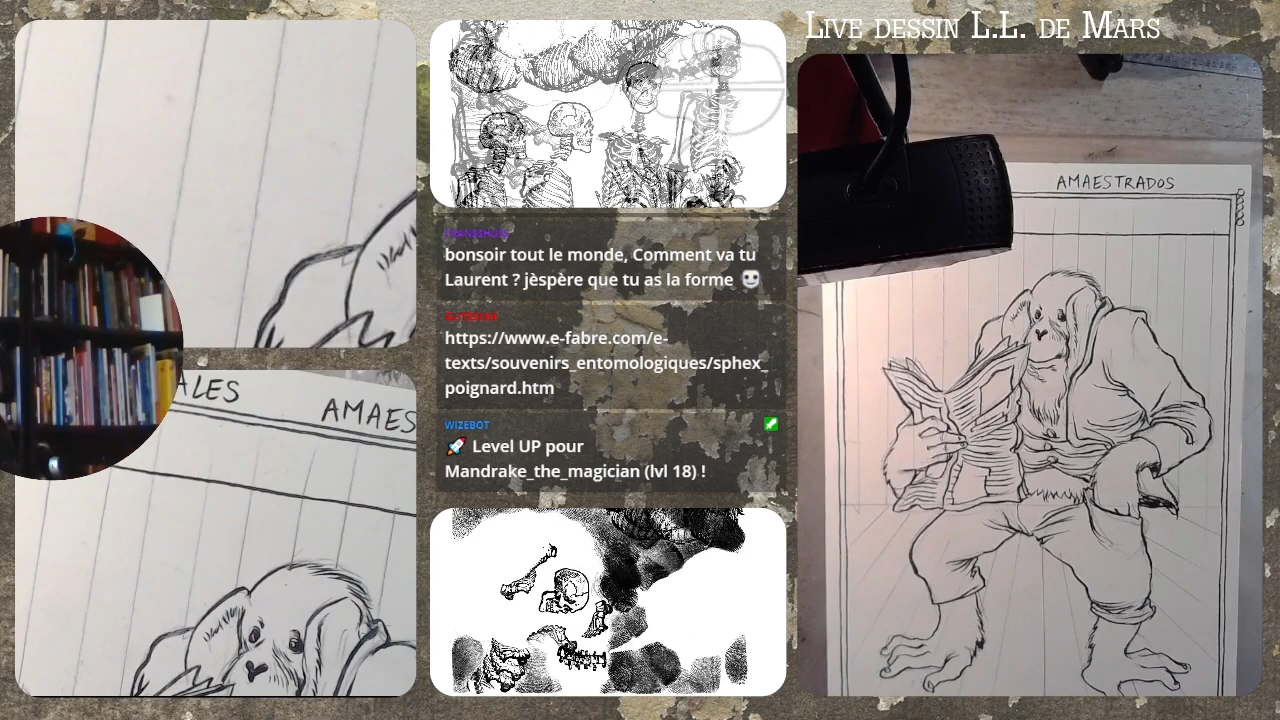 LIVE DESSIN L.L. DE MARS
ALES
AMAES
bonsoir tout le monde, Comment va tu
Laurent ? jèspère que tu as la forme
https://www.e-fabre.com/e-
texts/souvenirs_entomologiques/sphex_
poignard.htm
WIZEBOT
🚀 Level UP pour
Mandrake_the_magician (lvl 18) !
AMAESTRADOS